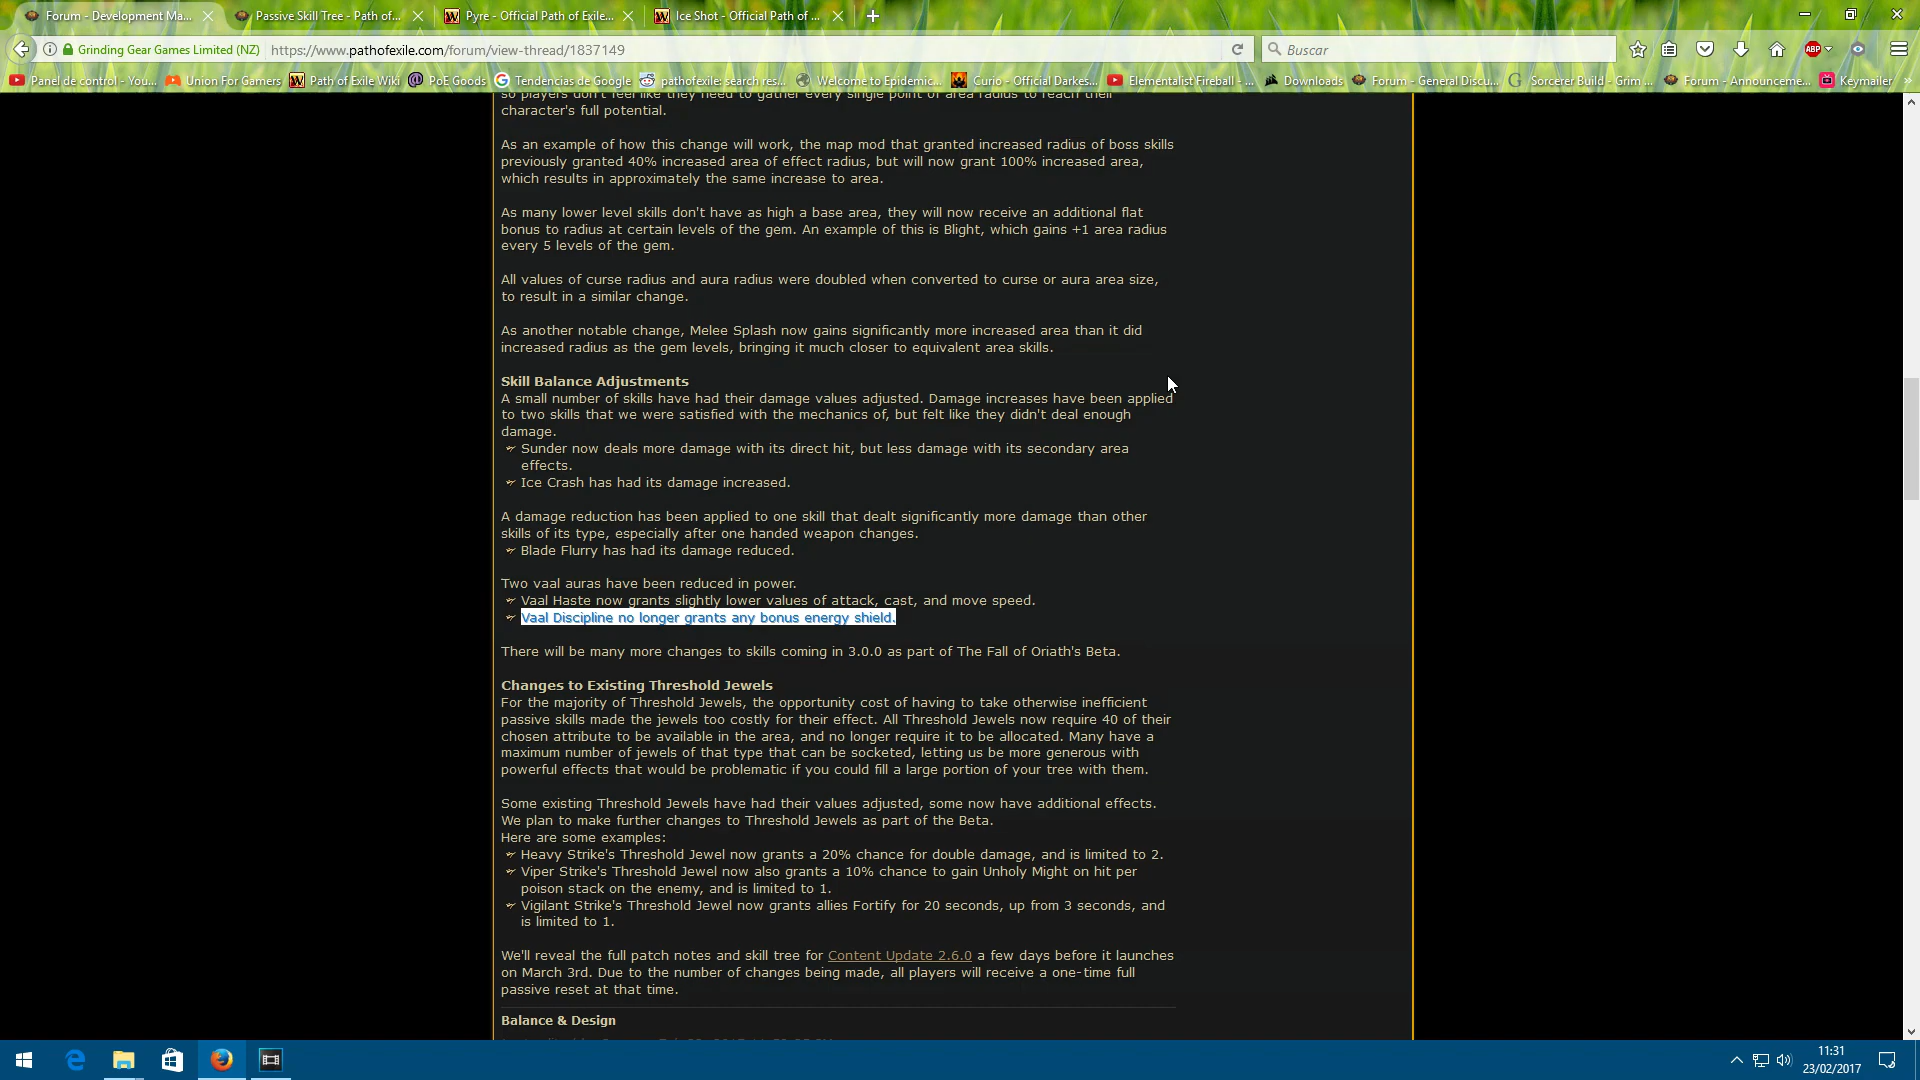 Forum - Development Ma...
Passive Skill Tree - Path of...
Pyre - Official Path of Exile...
Ice Shot - Official Path of ...
Grinding Gear Games Limited (NZ)
https://www.pathofexile.com/forum/view-thread/1837149
Buscar
ABP
Panel de control - You...
Union For Gamers
Path of Exile Wiki
PoE Goods
Tendencias de Google
pathofexile: search res...
Welcome to Epidemic...
Curio - Official Darkes...
Elementalist Fireball - ...
Downloads
Forum - General Discu...
Sorcerer Build - Grim ...
Forum - Announceme...
Keymailer
so players don't feel like they need to gather every single point of area radius to reach their
character's full potential.
As an example of how this change will work, the map mod that granted increased radius of boss skills
previously granted 40% increased area of effect radius, but will now grant 100% increased area,
which results in approximately the same increase to area.
As many lower level skills don't have as high a base area, they will now receive an additional flat
bonus to radius at certain levels of the gem. An example of this is Blight, which gains +1 area radius
every 5 levels of the gem.
All values of curse radius and aura radius were doubled when converted to curse or aura area size,
to result in a similar change.
As another notable change, Melee Splash now gains significantly more increased area than it did
increased radius as the gem levels, bringing it much closer to equivalent area skills.
Skill Balance Adjustments
A small number of skills have had their damage values adjusted. Damage increases have been applied
to two skills that we were satisfied with the mechanics of, but felt like they didn't deal enough
damage.
Sunder now deals more damage with its direct hit, but less damage with its secondary area
effects.
Ice Crash has had its damage increased.
A damage reduction has been applied to one skill that dealt significantly more damage than other
skills of its type, especially after one handed weapon changes.
Blade Flurry has had its damage reduced.
Two vaal auras have been reduced in power.
Vaal Haste now grants slightly lower values of attack, cast, and move speed.
Vaal Discipline no longer grants any bonus energy shield.
There will be many more changes to skills coming in 3.0.0 as part of The Fall of Oriath's Beta.
Changes to Existing Threshold Jewels
For the majority of Threshold Jewels, the opportunity cost of having to take otherwise inefficient
passive skills made the jewels too costly for their effect. All Threshold Jewels now require 40 of their
chosen attribute to be available in the area, and no longer require it to be allocated. Many have a
maximum number of jewels of that type that can be socketed, letting us be more generous with
powerful effects that would be problematic if you could fill a large portion of your tree with them.
Some existing Threshold Jewels have had their values adjusted, some now have additional effects.
We plan to make further changes to Threshold Jewels as part of the Beta.
Here are some examples:
Heavy Strike's Threshold Jewel now grants a 20% chance for double damage, and is limited to 2.
Viper Strike's Threshold Jewel now also grants a 10% chance to gain Unholy Might on hit per
poison stack on the enemy, and is limited to 1.
Vigilant Strike's Threshold Jewel now grants allies Fortify for 20 seconds, up from 3 seconds, and
is limited to 1.
We'll reveal the full patch notes and skill tree for Content Update 2.6.0 a few days before it launches
on March 3rd. Due to the number of changes being made, all players will receive a one-time full
passive reset at that time.
Balance & Design
11:31
23/02/2017